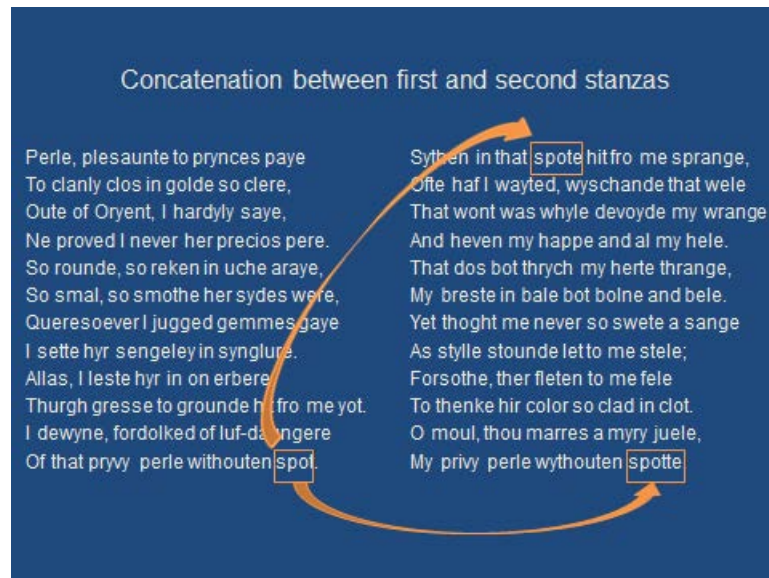 Concatenation between first and second stanzas
Perle, plesaunte to prynces paye
To clanly clos in golde so clere,
Oute of Oryent, I hardyly saye,
Ne proved I never her precios pere.
So rounde, so reken in uche araye,
So smal, so smothe her sydes were,
Queresoever I jugged gemmes gaye
I sette hyr sengeley in synglure.
Allas, I leste hyr in on erbere
Thurgh gresse to grounde hit fro me yot.
I dewyne, fordolked of luf-daungere
Of that pryvy perle withouten spot.
Sythen in that spote hit fro me sprange,
Ofte haf I wayted, wyschande that wele
That wont was whyle devoyde my wrange
And heven my happe and al my hele.
That dos bot thrych my herte thrange,
My breste in bale bot bolne and bele.
Yet thoght me never so swete a sange
As stylle stounde let to me stele;
Forsothe, ther fleten to me fele
To thenke hir color so clad in clot.
O moul, thou marres a myry juele,
My privy perle wythouten spotte.